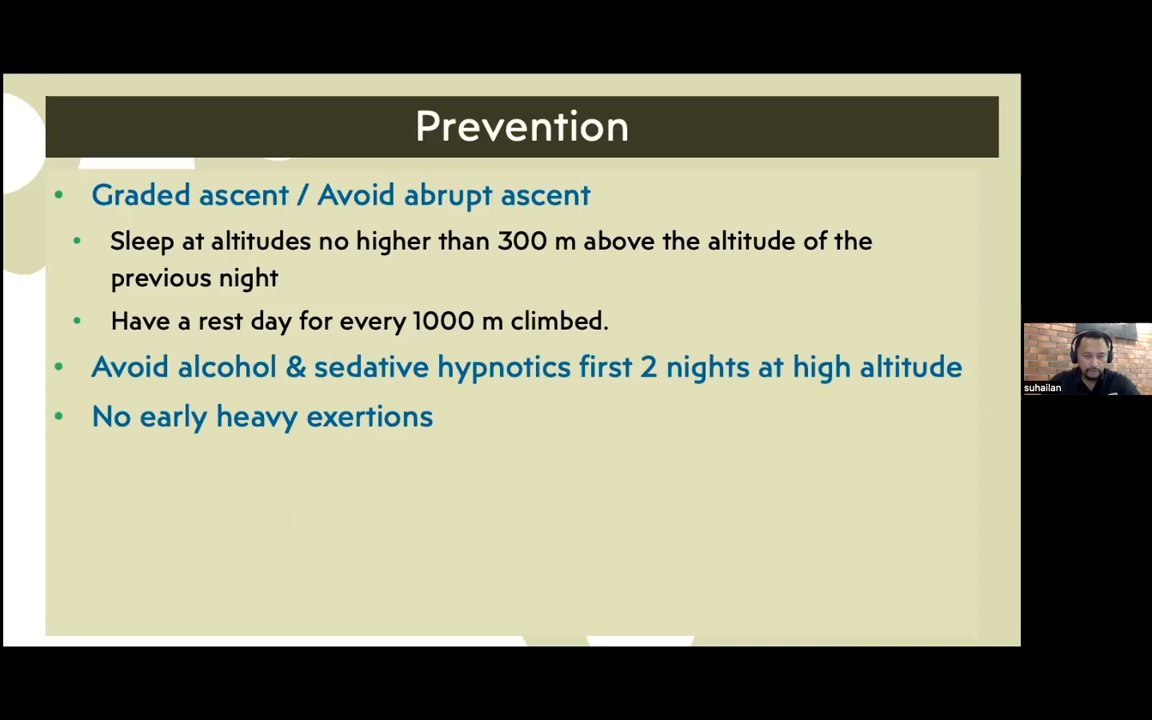 Prevention
• Graded ascent / Avoid abrupt ascent
• Sleep at altitudes no higher than 300 m above the altitude of the
previous night
• Have a rest day for every 1000 m climbed.
• Avoid alcohol & sedative hypnotics first 2 nights at high altitude
• No early heavy exertions
suhailan